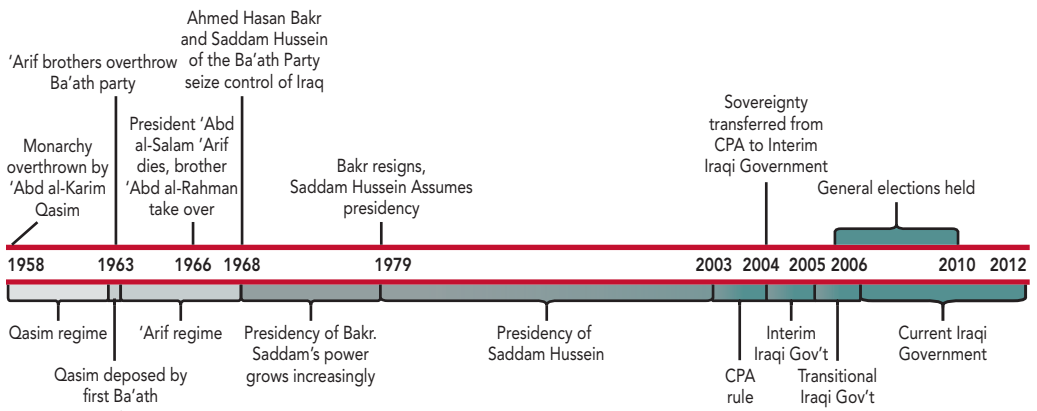 'Arif brothers overthrow
Ba'ath party
Ahmed Hasan Bakr
and Saddam Hussein
of the Ba'ath Party
seize control of Iraq
Monarchy
overthrown by
'Abd al-Karim
Qasim
President 'Abd
al-Salam 'Arif
dies, brother
'Abd al-Rahman
take over
Bakr resigns,
Saddam Hussein Assumes
presidency
Sovereignty
transferred from
CPA to Interim
Iraqi Government
General elections held
1958 1963 1966 1968 1979 2003 2004 2005 2006 2010 2012
Qasim regime
Qasim deposed by
first Ba'ath
'Arif regime
Presidency of Bakr.
Saddam's power
grows increasingly
Presidency of
Saddam Hussein
CPA
rule
Interim
Iraqi Gov't
Transitional
Iraqi Gov't
Current Iraqi
Government